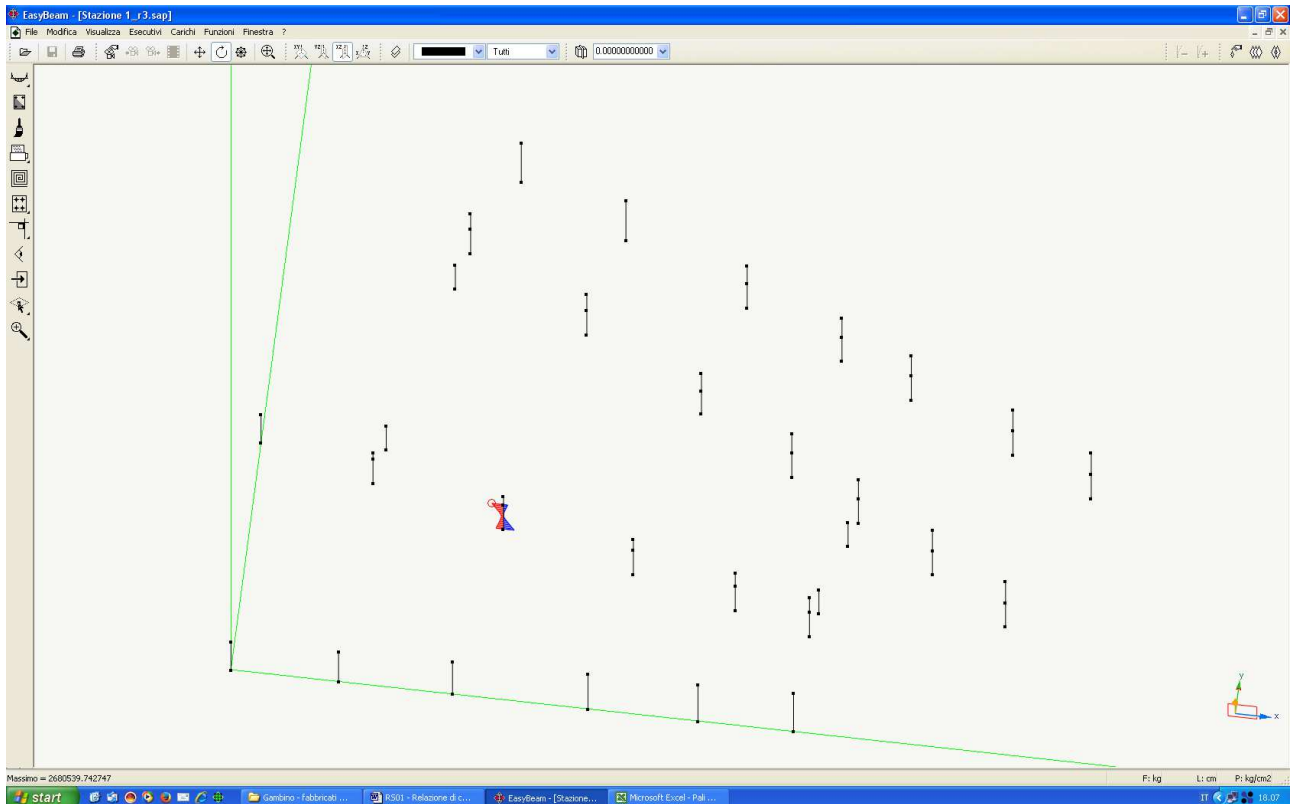 EasyBeam - [Stazione 1_r3.sap]
File Modifica Visualizza Esecutivi Carichi Funzioni Finestra ?
Tutti 0.00000000000
y
x
Massimo = 2680539.742747 F: kg L: cm P: kg/cm2
start Gambino - fabbricati ... RS01 - Relazione di c... EasyBeam - [Stazione... Microsoft Excel - Pali ... IT 18.07